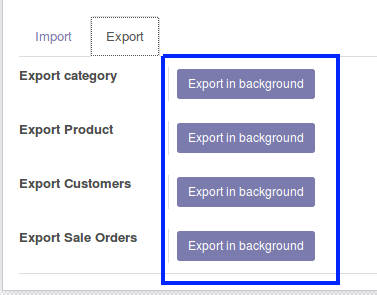 Import Export
Export category Export in background
Export Product Export in background
Export Customers Export in background
Export Sale Orders Export in background